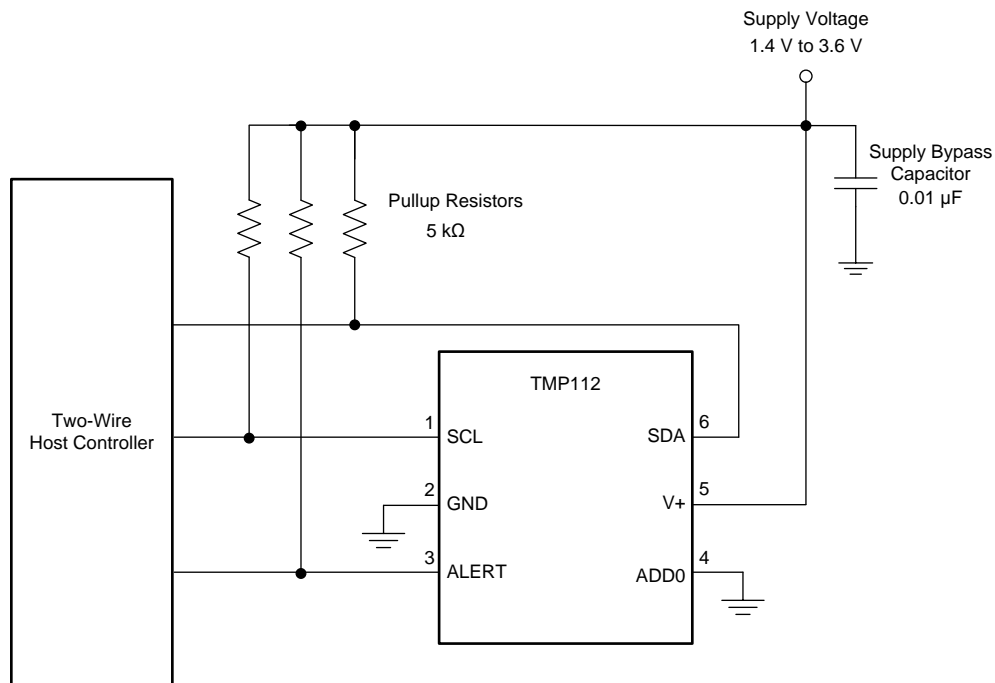 Supply Voltage
1.4 V to 3.6 V
Supply Bypass
Capacitor
0.01 µF
Pullup Resistors
5 kΩ
Two-Wire
Host Controller
TMP112
1
SCL
2
GND
3
ALERT
6
SDA
5
V+
4
ADD0